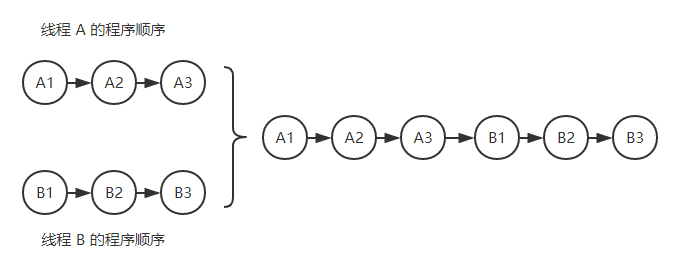 线程 A 的程序顺序
A1 A2 A3
A1 A2 A3 B1 B2 B3
B1 B2 B3
线程 B 的程序顺序